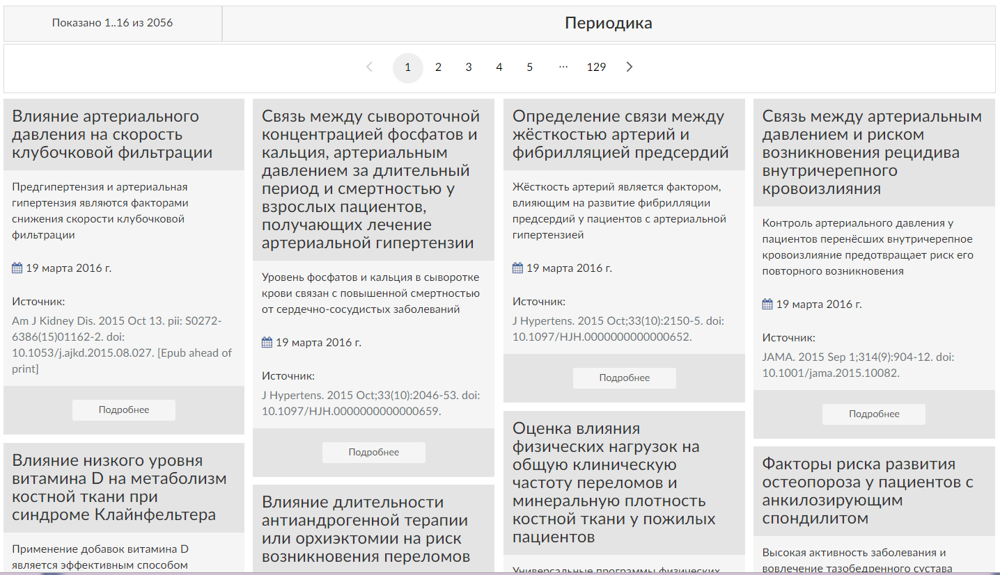 Показано 1..16 из 2056
Периодика
1 2 3 4 5 ... 129
Влияние артериального
давления на скорость
клубочковой фильтрации
Предгипертензия и артериальная
гипертензия являются факторами
снижения скорости клубочковой
фильтрации
19 марта 2016 г.
Источник:
Am J Kidney Dis. 2015 Oct 13. pii: S0272-
6386(15)01162-2. doi:
10.1053/j.ajkd.2015.08.027. [Epub ahead of
print]
Подробнее
Влияние низкого уровня
витамина D на метаболизм
костной ткани при
синдроме Клайнфельтера
Применение добавок витамина D
является эффективным способом
Связь между сывороточной
концентрацией фосфатов и
кальция, артериальным
давлением за длительный
период и смертностью у
взрослых пациентов,
получающих лечение
артериальной гипертензии
Уровень фосфатов и кальция в сыворотке
крови связан с повышенной смертностью
от сердечно-сосудистых заболеваний
19 марта 2016 г.
Источник:
J Hypertens. 2015 Oct;33(10):2046-53. doi:
10.1097/HJH.0000000000000659.
Подробнее
Влияние длительности
антиандрогенной терапии
или орхиэктомии на риск
возникновения переломов
Определение связи между
жёсткостью артерий и
фибрилляцией предсердий
Жёсткость артерий является фактором,
влияющим на развитие фибрилляции
предсердий у пациентов с артериальной
гипертензией
19 марта 2016 г.
Источник:
J Hypertens. 2015 Oct;33(10):2150-5. doi:
10.1097/HJH.0000000000000652.
Подробнее
Оценка влияния
физических нагрузок на
общую клиническую
частоту переломов и
минеральную плотность
костной ткани у пожилых
пациентов
Универсальные программы физических
Связь между артериальным
давлением и риском
возникновения рецидива
внутричерепного
кровоизлияния
Контроль артериального давления у
пациентов перенёсших внутричерепное
кровоизлияние предотвращает риск его
повторного возникновения
19 марта 2016 г.
Источник:
JAMA. 2015 Sep 1;314(9):904-12. doi:
10.1001/jama.2015.10082.
Подробнее
Факторы риска развития
остеопороза у пациентов с
анкилозирующим
спондилитом
Высокая активность заболевания и
вовлечение тазобедренного сустава